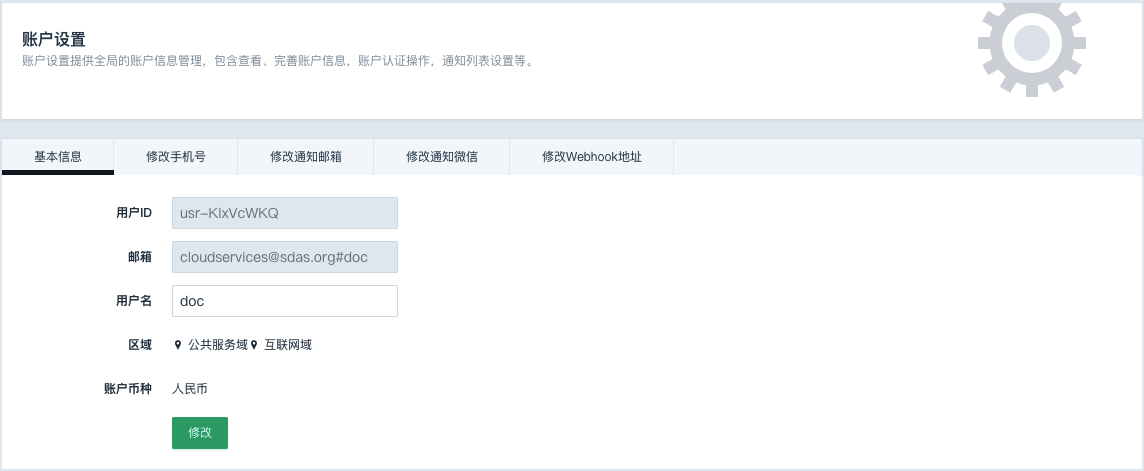 账户设置
账户设置提供全局的账户信息管理，包含查看、完善账户信息，账户认证操作，通知列表设置等。
基本信息 修改手机号 修改通知邮箱 修改通知微信 修改Webhook地址
用户ID usr-KlxVcWKQ
邮箱 cloudservices@sdas.org#doc
用户名 doc
区域 公共服务域 互联网域
账户币种 人民币
修改